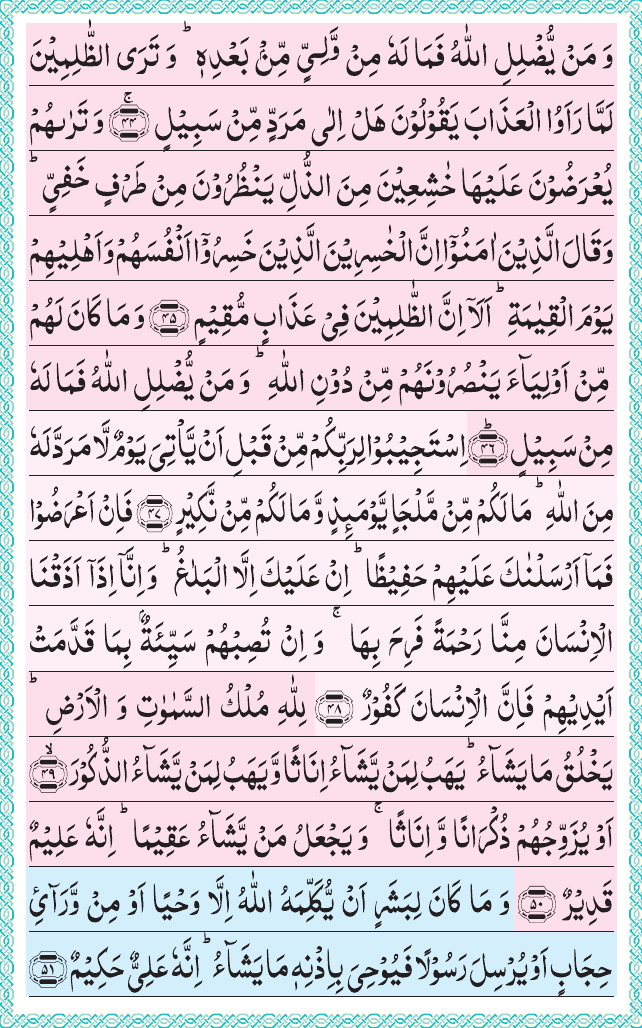 وَ مَنْ یُّضْلِلِ اللّٰهُ فَمَا لَهٗ مِنْ وَّلِیٍّ مِّنْۢ بَعْدِهٖ ؕ وَ تَرَی الظّٰلِمِیْنَ
لَمَّا رَاَوُا الْعَذَابَ یَقُوْلُوْنَ هَلْ اِلٰی مَرَدٍّ مِّنْ سَبِیْلٍ ۚ﴿۴۴﴾ وَ تَرٰىهُمْ
یُعْرَضُوْنَ عَلَیْهَا خٰشِعِیْنَ مِنَ الذُّلِّ یَنْظُرُوْنَ مِنْ طَرْفٍ خَفِیٍّ ؕ
وَ قَالَ الَّذِیْنَ اٰمَنُوْۤا اِنَّ الْخٰسِرِیْنَ الَّذِیْنَ خَسِرُوْۤا اَنْفُسَهُمْ وَ اَهْلِیْهِمْ
یَوْمَ الْقِیٰمَةِ ؕ اَلَاۤ اِنَّ الظّٰلِمِیْنَ فِیْ عَذَابٍ مُّقِیْمٍ ﴿۴۵﴾ وَ مَا كَانَ لَهُمْ
مِّنْ اَوْلِیَآءَ یَنْصُرُوْنَهُمْ مِّنْ دُوْنِ اللّٰهِ ؕ وَ مَنْ یُّضْلِلِ اللّٰهُ فَمَا لَهٗ
مِنْ سَبِیْلٍ ؕ﴿۴۶﴾ اِسْتَجِیْبُوْا لِرَبِّكُمْ مِّنْ قَبْلِ اَنْ یَّاْتِیَ یَوْمٌ لَّا مَرَدَّ لَهٗ
مِنَ اللّٰهِ ؕ مَا لَكُمْ مِّنْ مَّلْجَاٍ یَّوْمَىِٕذٍ وَّ مَا لَكُمْ مِّنْ نَّكِیْرٍ ﴿۴۷﴾ فَاِنْ اَعْرَضُوْا
فَمَاۤ اَرْسَلْنٰكَ عَلَیْهِمْ حَفِیْظًا ؕ اِنْ عَلَیْكَ اِلَّا الْبَلٰغُ ؕ وَ اِنَّاۤ اِذَاۤ اَذَقْنَا
الْاِنْسَانَ مِنَّا رَحْمَةً فَرِحَ بِهَا ۚ وَ اِنْ تُصِبْهُمْ سَیِّئَةٌۢ بِمَا قَدَّمَتْ
اَیْدِیْهِمْ فَاِنَّ الْاِنْسَانَ كَفُوْرٌ ﴿۴۸﴾ لِلّٰهِ مُلْكُ السَّمٰوٰتِ وَ الْاَرْضِ ؕ
یَخْلُقُ مَا یَشَآءُ ؕ یَهَبُ لِمَنْ یَّشَآءُ اِنَاثًا وَّ یَهَبُ لِمَنْ یَّشَآءُ الذُّكُوْرَ ۙ﴿۴۹﴾
اَوْ یُزَوِّجُهُمْ ذُكْرَانًا وَّ اِنَاثًا ۚ وَ یَجْعَلُ مَنْ یَّشَآءُ عَقِیْمًا ؕ اِنَّهٗ عَلِیْمٌ
قَدِیْرٌ ﴿۵۰﴾ وَ مَا كَانَ لِبَشَرٍ اَنْ یُّكَلِّمَهُ اللّٰهُ اِلَّا وَحْیًا اَوْ مِنْ وَّرَآئِ
حِجَابٍ اَوْ یُرْسِلَ رَسُوْلًا فَیُوْحِیَ بِاِذْنِهٖ مَا یَشَآءُ ؕ اِنَّهٗ عَلِیٌّ حَكِیْمٌ ﴿۵۱﴾